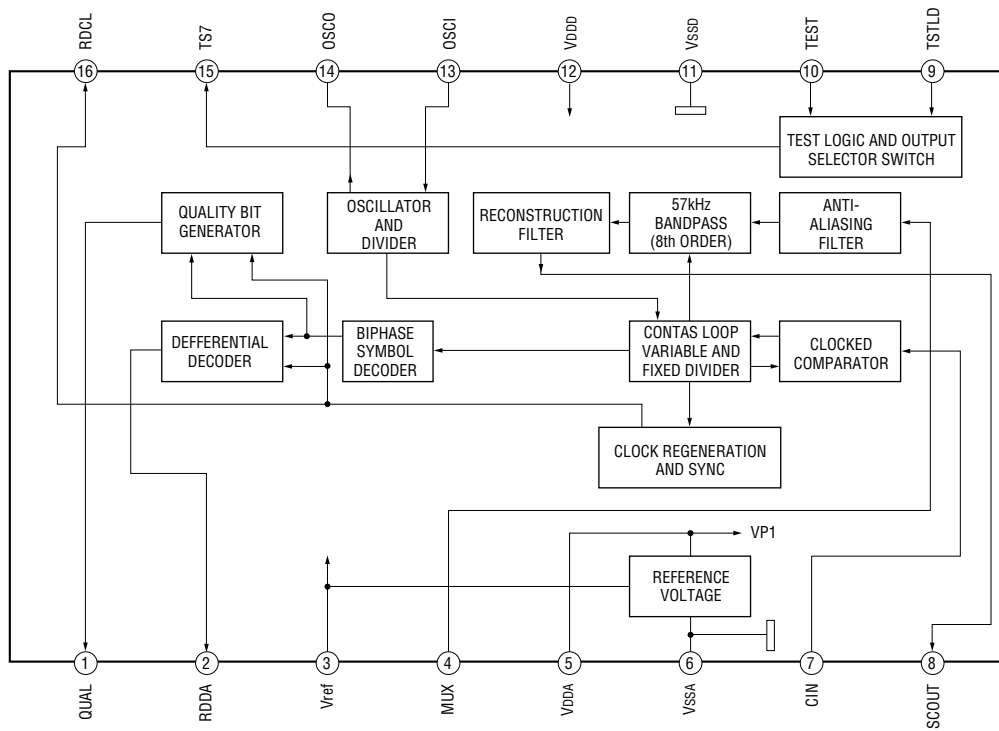 RDCL
TS7
OSCO
OSCI
VDDD
VSSD
TEST
TSTLD
16
15
14
13
12
11
10
9
TEST LOGIC AND OUTPUT
SELECTOR SWITCH
QUALITY BIT
GENERATOR
OSCILLATOR
AND
DIVIDER
RECONSTRUCTION
FILTER
57kHz
BANDPASS
(8th ORDER)
ANTI-
ALIASING
FILTER
DEFFERENTIAL
DECODER
BIPHASE
SYMBOL
DECODER
CONTAS LOOP
VARIABLE AND
FIXED DIVIDER
CLOCKED
COMPARATOR
CLOCK REGENERATION
AND SYNC
VP1
REFERENCE
VOLTAGE
1
2
3
4
5
6
7
8
QUAL
RDDA
Vref
MUX
VDDA
VSSA
CIN
SCOUT